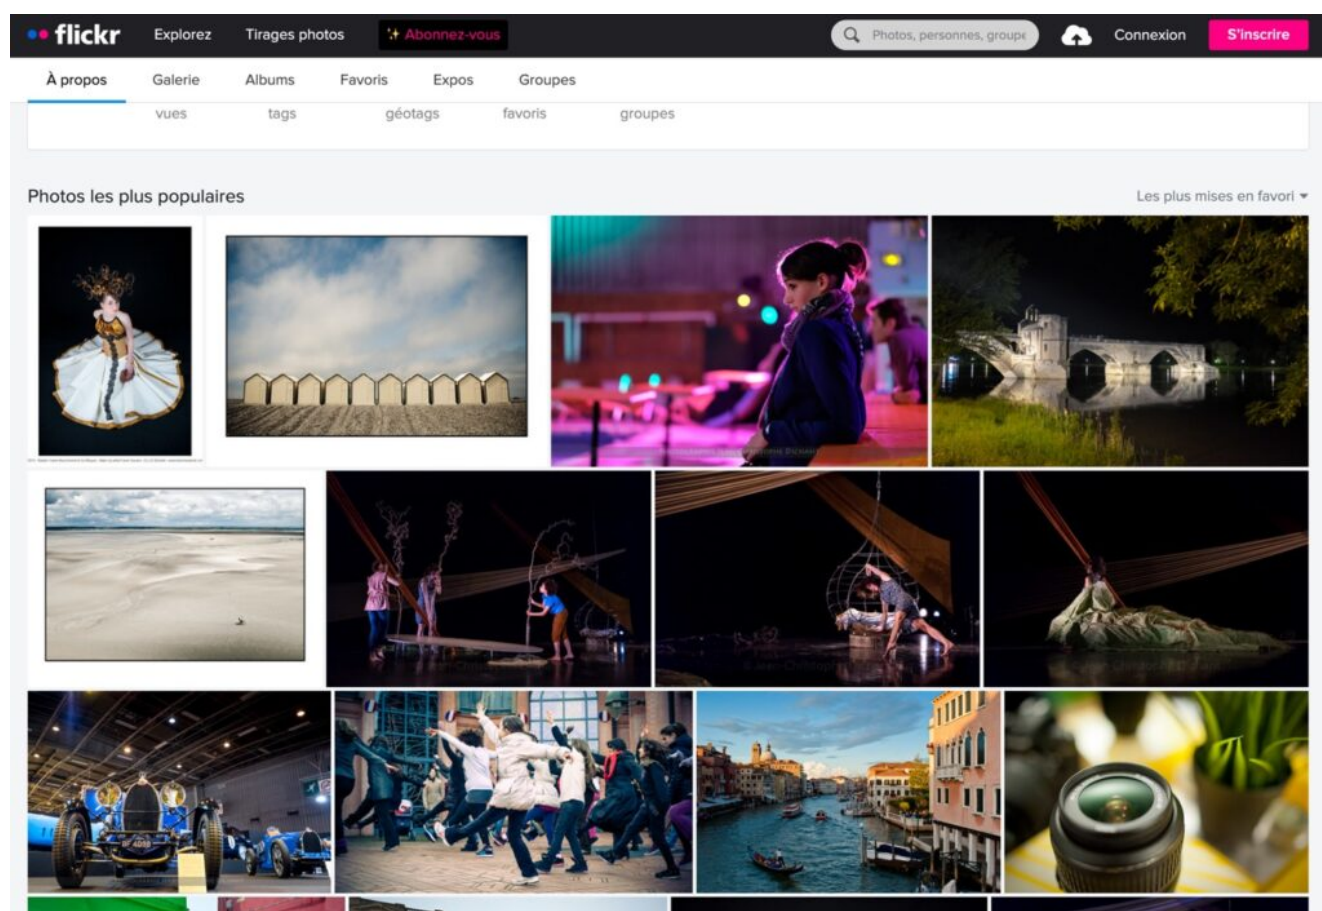 flickr Explorez Tirages photos Abonnez-vous Photos, personnes, groupe Connexion S'inscrire
À propos Galerie Albums Favoris Expos Groupes
vues tags géotags favoris groupes
Photos les plus populaires Les plus mises en favori